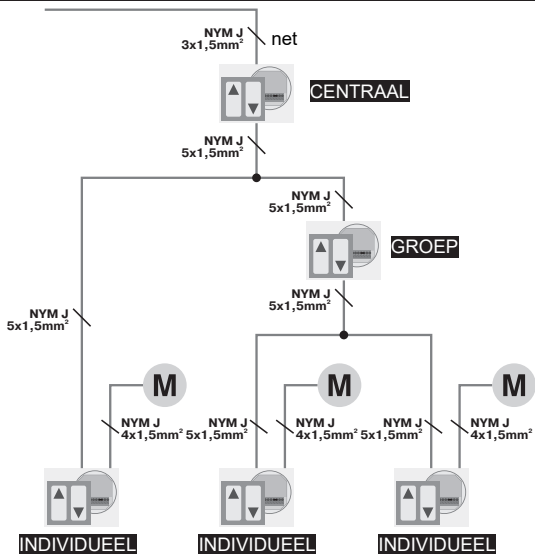 NYM J
3x1,5mm²
net
CENTRAAL
NYM J
5x1,5mm²
NYM J
5x1,5mm²
GROEP
NYM J
5x1,5mm²
NYM J
5x1,5mm²
M
M
M
NYM J
4x1,5mm²
NYM J
5x1,5mm²
NYM J
4x1,5mm²
NYM J
5x1,5mm²
NYM J
4x1,5mm²
INDIVIDUEEL
INDIVIDUEEL
INDIVIDUEEL